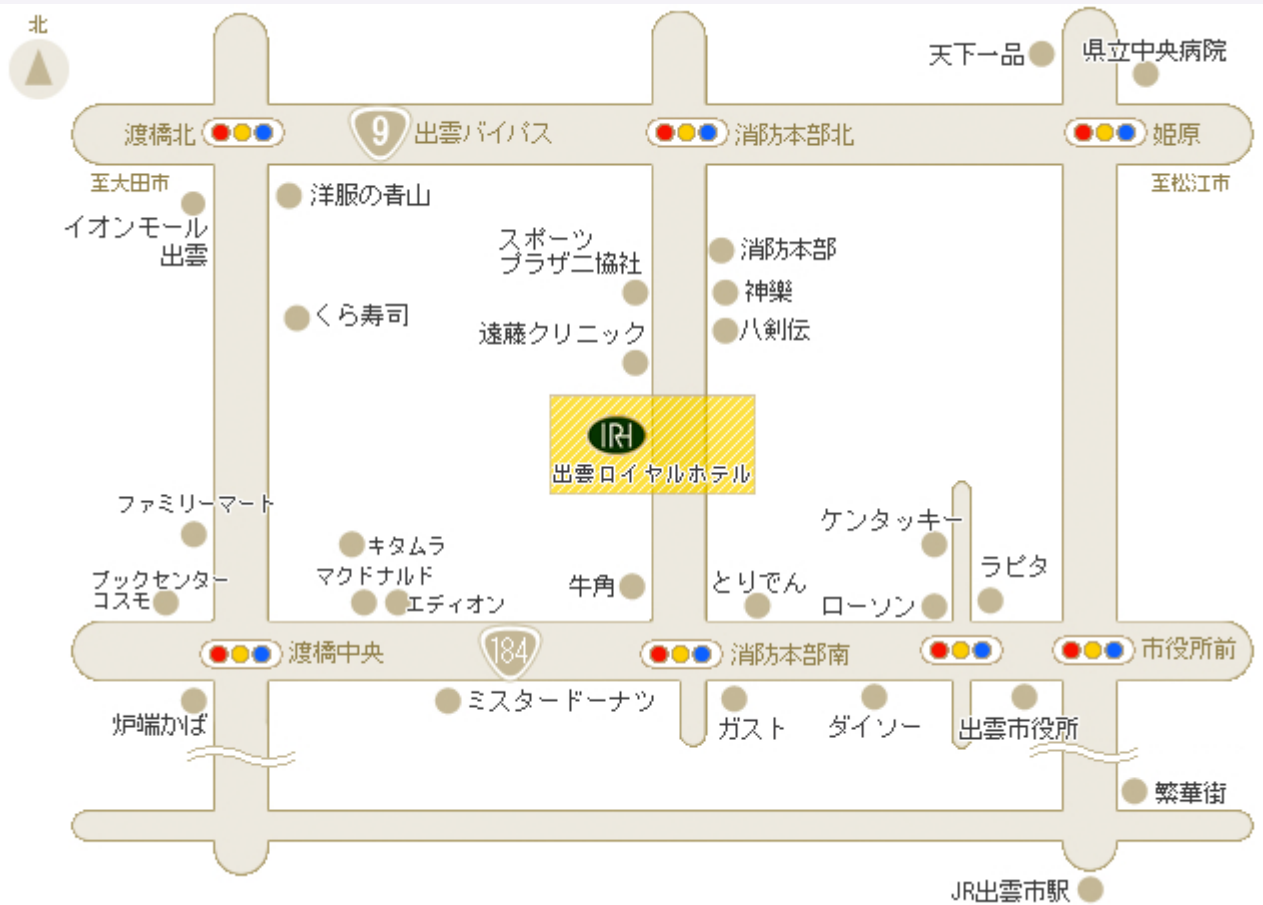 北
天下一品
県立中央病院
渡橋北
9
出雲バイパス
消防本部北
姫原
至大田市
至松江市
イオンモール
出雲
洋服の青山
スポーツ
プラザ二協社
消防本部
神樂
くら寿司
遠藤クリニック
八剣伝
IRH
出雲ロイヤルホテル
ファミリーマート
キタムラ
ケンタッキー
ブックセンター
コスモ
マクドナルド
エディオン
牛角
とりでん
ローソン
ラピタ
渡橋中央
184
消防本部南
市役所前
炉端かば
ミスタードーナツ
ガスト
ダイソー
出雲市役所
繁華街
JR出雲市駅